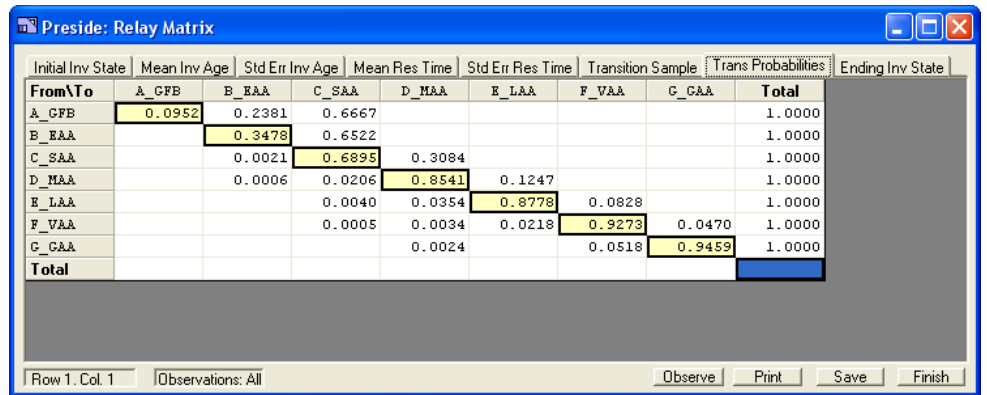 Preside: Relay Matrix
Initial Inv State Mean Inv Age Std Err Inv Age Mean Res Time Std Err Res Time Transition Sample Trans Probabilities Ending Inv State
From\To A_GFB B_EAA C_SAA D_MAA E_LAA F_VAA G_GAA Total
A_GFB 0.0952 0.2381 0.6667 1.0000
B_EAA 0.3478 0.6522 1.0000
C_SAA 0.0021 0.6895 0.3084 1.0000
D_MAA 0.0006 0.0206 0.8541 0.1247 1.0000
E_LAA 0.0040 0.0354 0.8778 0.0828 1.0000
F_VAA 0.0005 0.0034 0.0218 0.9273 0.0470 1.0000
G_GAA 0.0024 0.0518 0.9459 1.0000
Total
Row 1. Col. 1 Observations: All Observe Print Save Finish